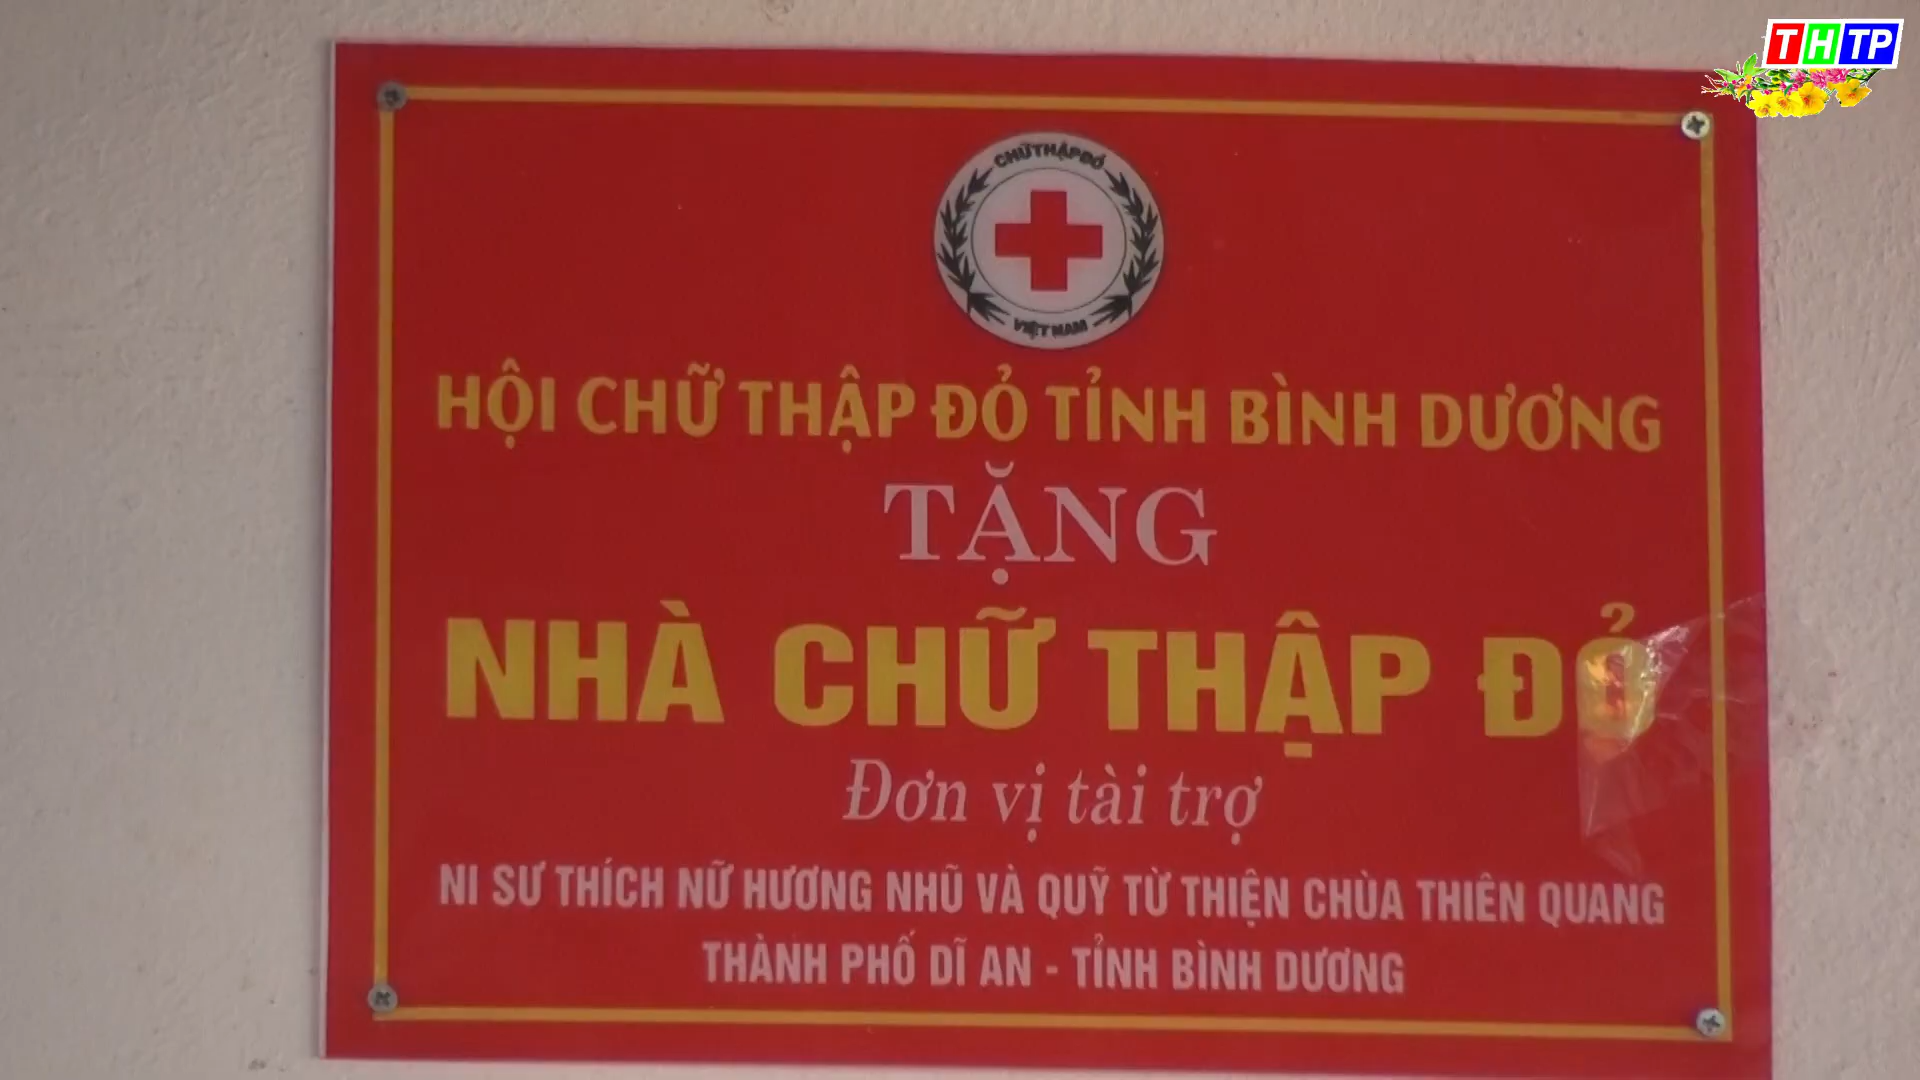 THTP
CHỮ THẬP ĐỎ
VIỆT NAM
HỘI CHỮ THẬP ĐỎ TỈNH BÌNH DƯƠNG
TẶNG
NHÀ CHỮ THẬP ĐỎ
Đơn vị tài trợ
NI SƯ THÍCH NỮ HƯƠNG NHŨ VÀ QUỸ TỪ THIỆN CHÙA THIÊN QUANG
THÀNH PHỐ DĨ AN - TỈNH BÌNH DƯƠNG